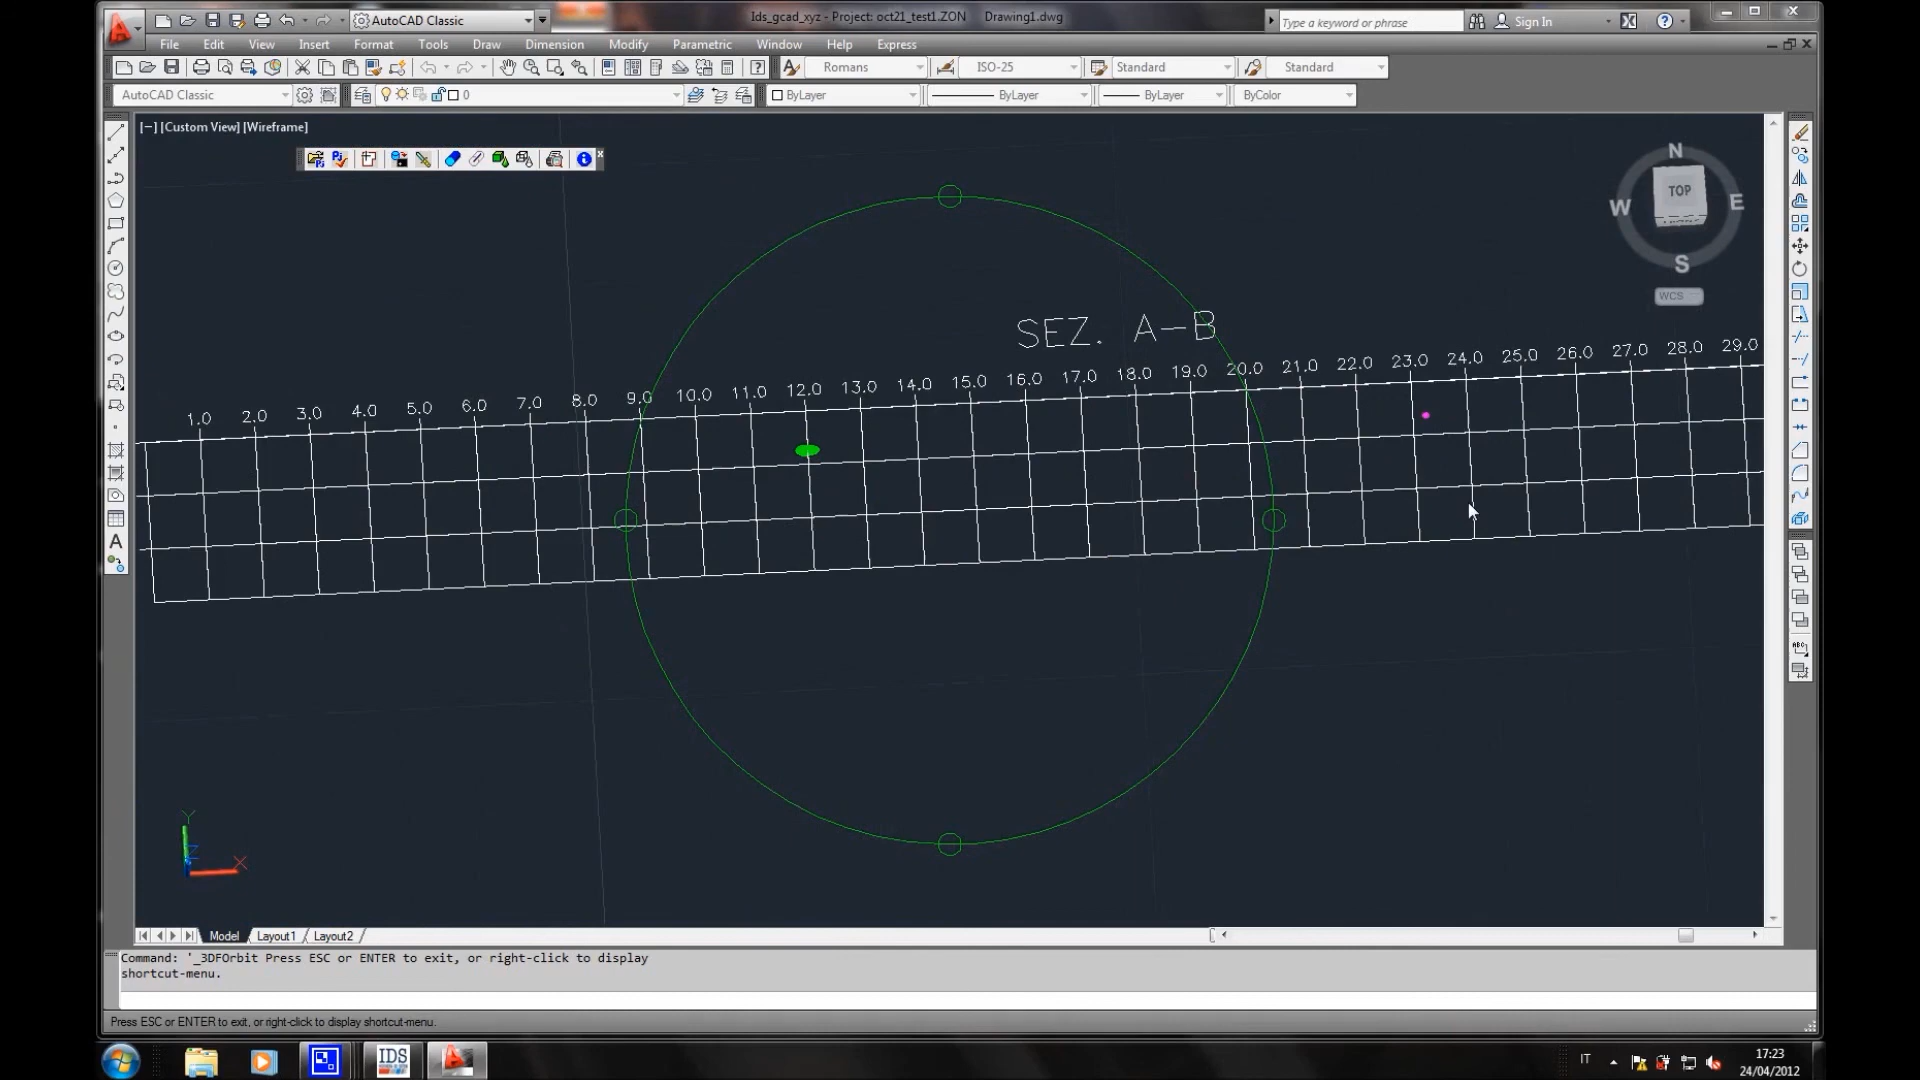 AutoCAD Classic
Ids_gcad_xyz - Project: oct21_test1.ZON Drawing1.dwg
Type a keyword or phrase
Sign In
File Edit View Insert Format Tools Draw Dimension Modify Parametric Window Help Express
Romans ISO-25 Standard Standard
AutoCAD Classic 0 ByLayer ByLayer ByLayer ByColor
[−] [Custom View] [Wireframe]
N
W TOP E
S
WCS
SEZ. A-B
1.0 2.0 3.0 4.0 5.0 6.0 7.0 8.0 9.0 10.0 11.0 12.0 13.0 14.0 15.0 16.0 17.0 18.0 19.0 20.0 21.0 22.0 23.0 24.0 25.0 26.0 27.0 28.0 29.0
A
Y
Z
X
Model Layout1 Layout2
Command: '_3DFOrbit Press ESC or ENTER to exit, or right-click to display
shortcut-menu.
Press ESC or ENTER to exit, or right-click to display shortcut-menu.
IDS
IT
17:23
24/04/2012